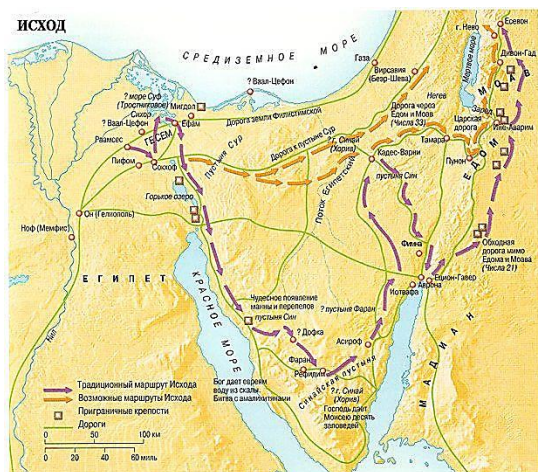 ИСХОД
СРЕДИЗЕМНОЕ МОРЕ
г. Нево
Есевон
Мертвое море
Дивон-Гад
МОАВ
Газа
Вирсавия
(Беэр-Шева)
? море Суф
(Тростниковое)
Сихор
? Ваал-Цефон
Мигдол
? Ваал-Цефон
Дорога земли Филистимской
Негев
Дорога через
Едом и Моав
(Числа 33)
Заред
Царская
дорога
Ийе-Аварим
Раамсес
ГЕСЕМ
Ефам
Пифом
Сокхоф
Пустыня Сур
Дорога к пустыне Сур
? г. Синай
(Хорив)
Тамара
Пунон
ЕДОМ
Кадес-Варни
пустыня Син
Поток Египетский
Горькое озеро
Он (Гелиополь)
Ноф (Мемфис)
ЕГИПЕТ
Нил
КРАСНОЕ МОРЕ
Обходная
дорога мимо
Едома и Моава
(Числа 21)
Ецион-Гавер
Иотвафа
Аврона
Чудесное появление
манны и перепелов
пустыня Син
? пустыня Фаран
? Дофка
Асироф
Фаран
Рефидим
Синайская пустыня
МАДИАН
Бог дает евреям
воду из скалы.
Битва с амаликитянами
? г. Синай
(Хорив)
Господь дает
Моисею десять
заповедей
Традиционный маршрут Исхода
Возможные маршруты Исхода
Приграничные крепости
Дороги
0 50 100 км
0 20 40 60 миль